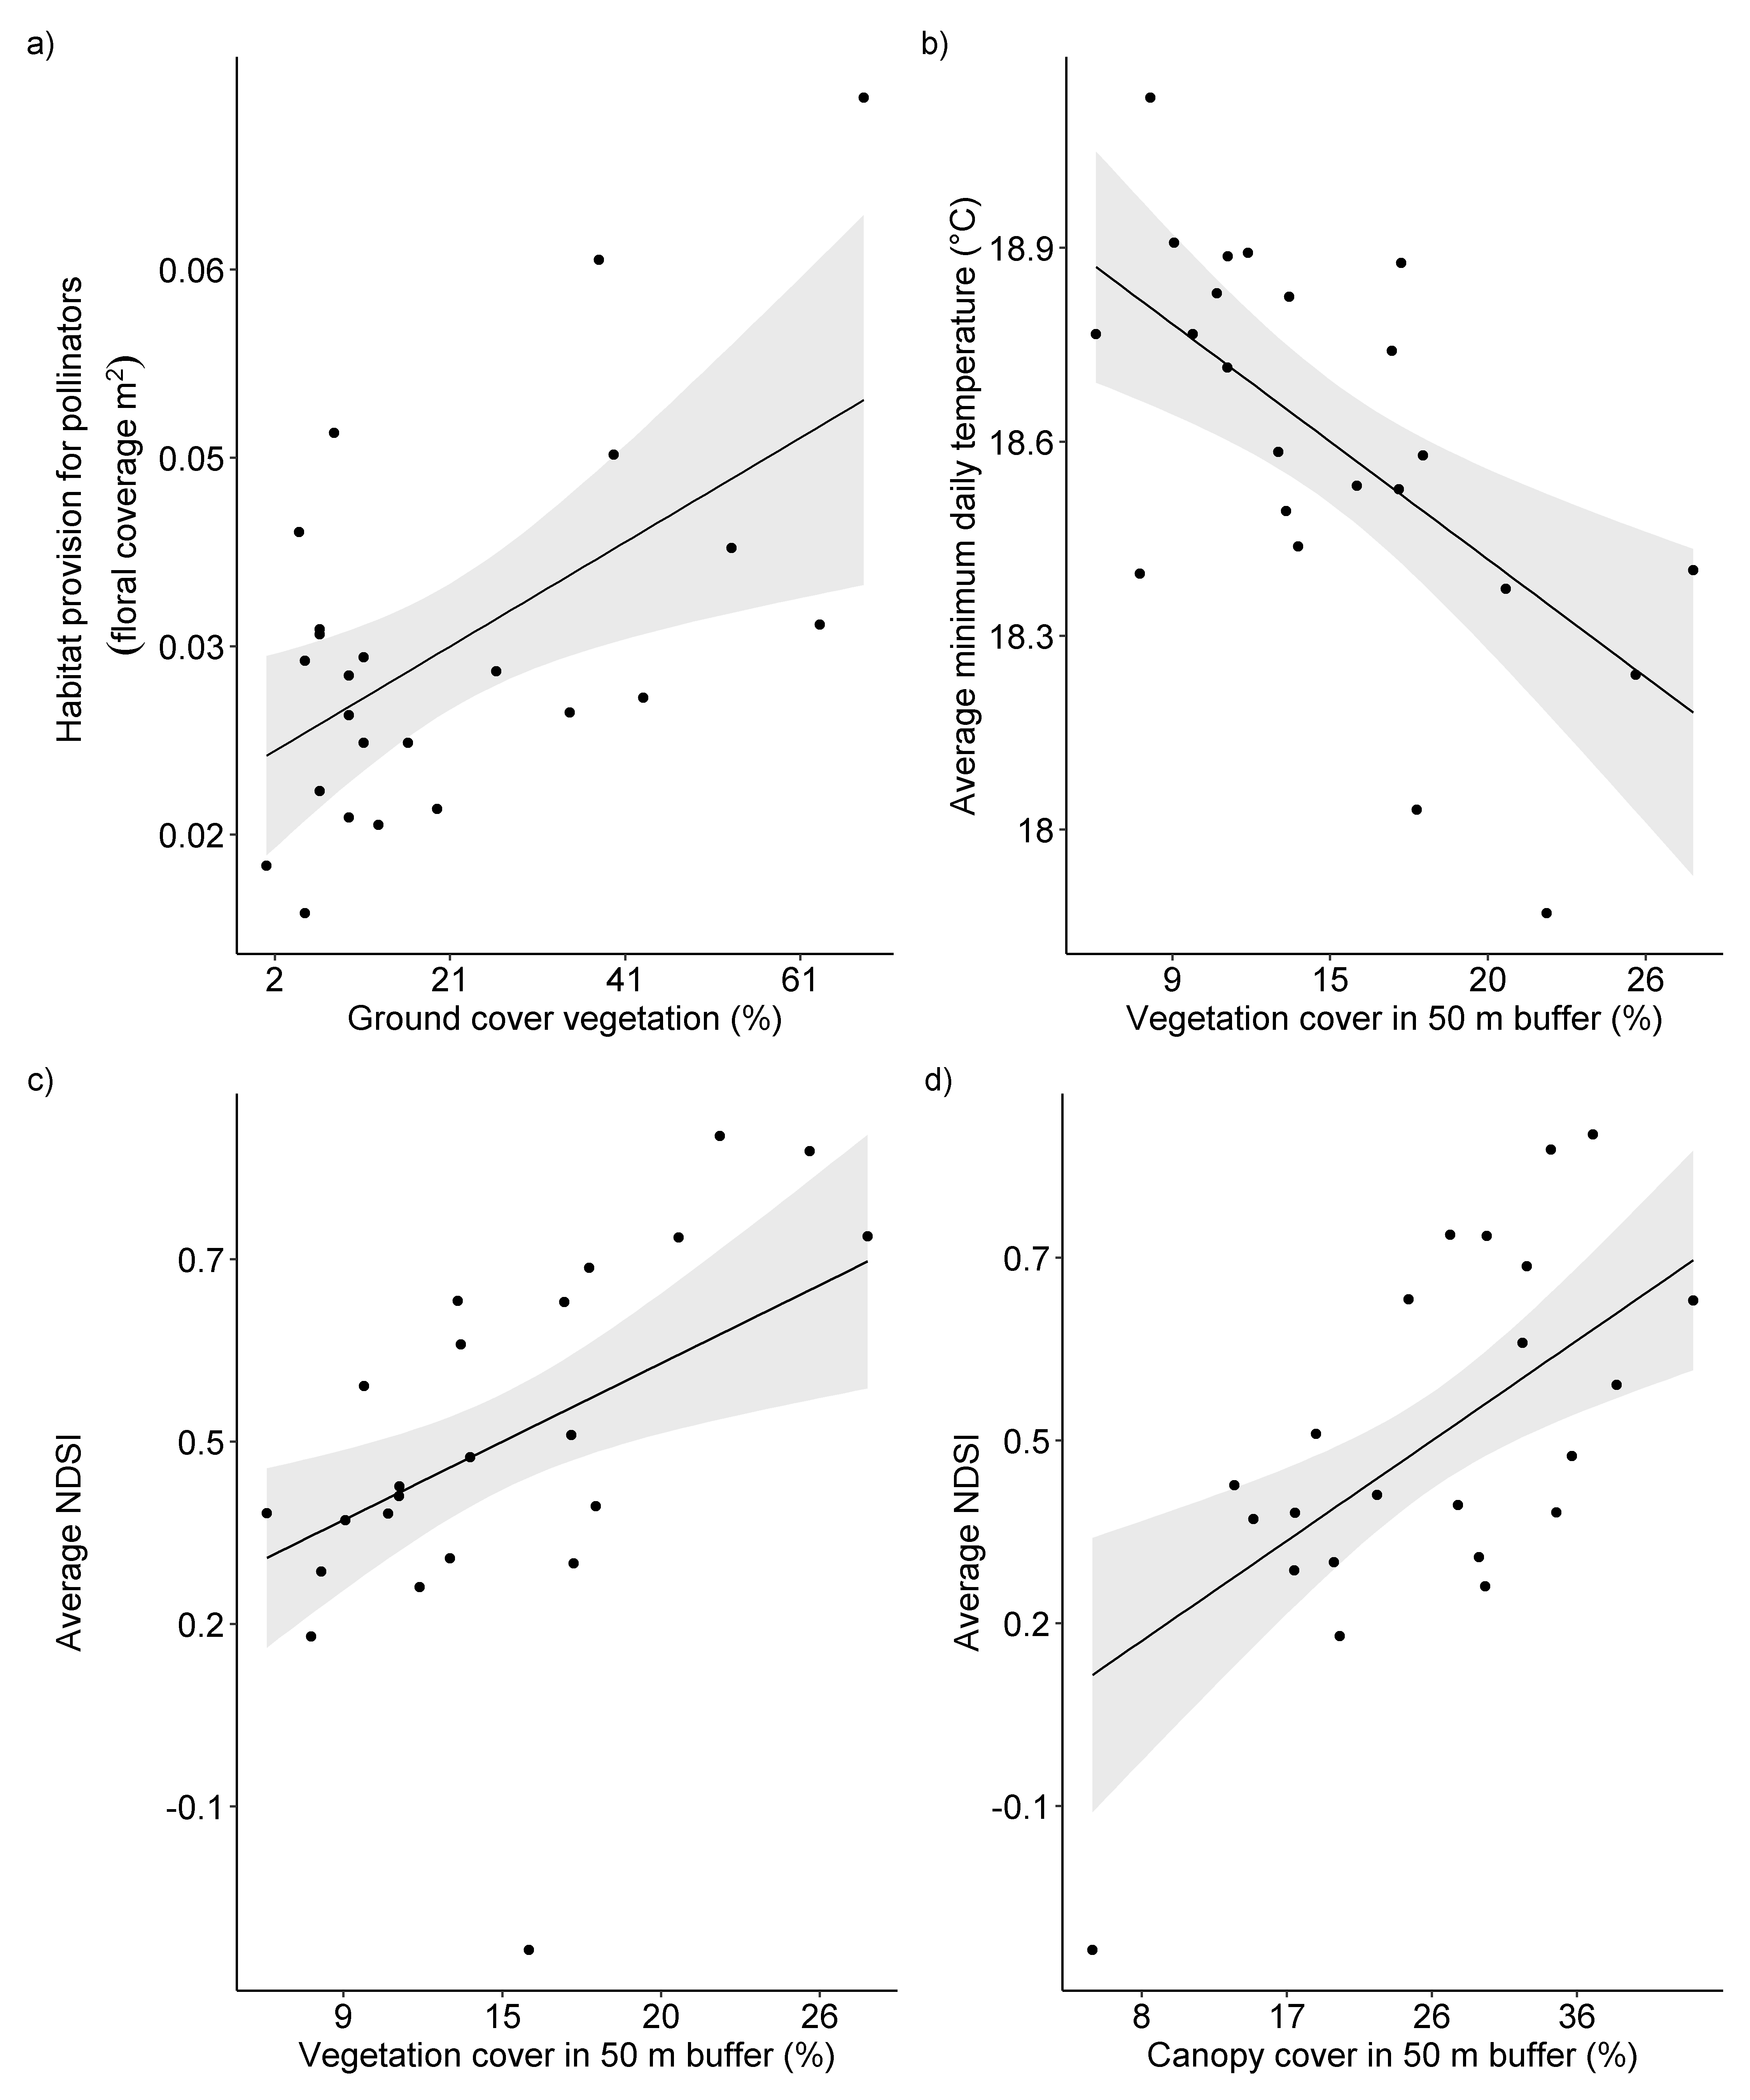 a)
Habitat provision for pollinators
(floral coverage m²)
0.06
0.05
0.03
0.02
2 21 41 61
Ground cover vegetation (%)
b)
Average minimum daily temperature (°C)
18.9
18.6
18.3
18
9 15 20 26
Vegetation cover in 50 m buffer (%)
c)
Average NDSI
0.7
0.5
0.2
-0.1
9 15 20 26
Vegetation cover in 50 m buffer (%)
d)
Average NDSI
0.7
0.5
0.2
-0.1
8 17 26 36
Canopy cover in 50 m buffer (%)